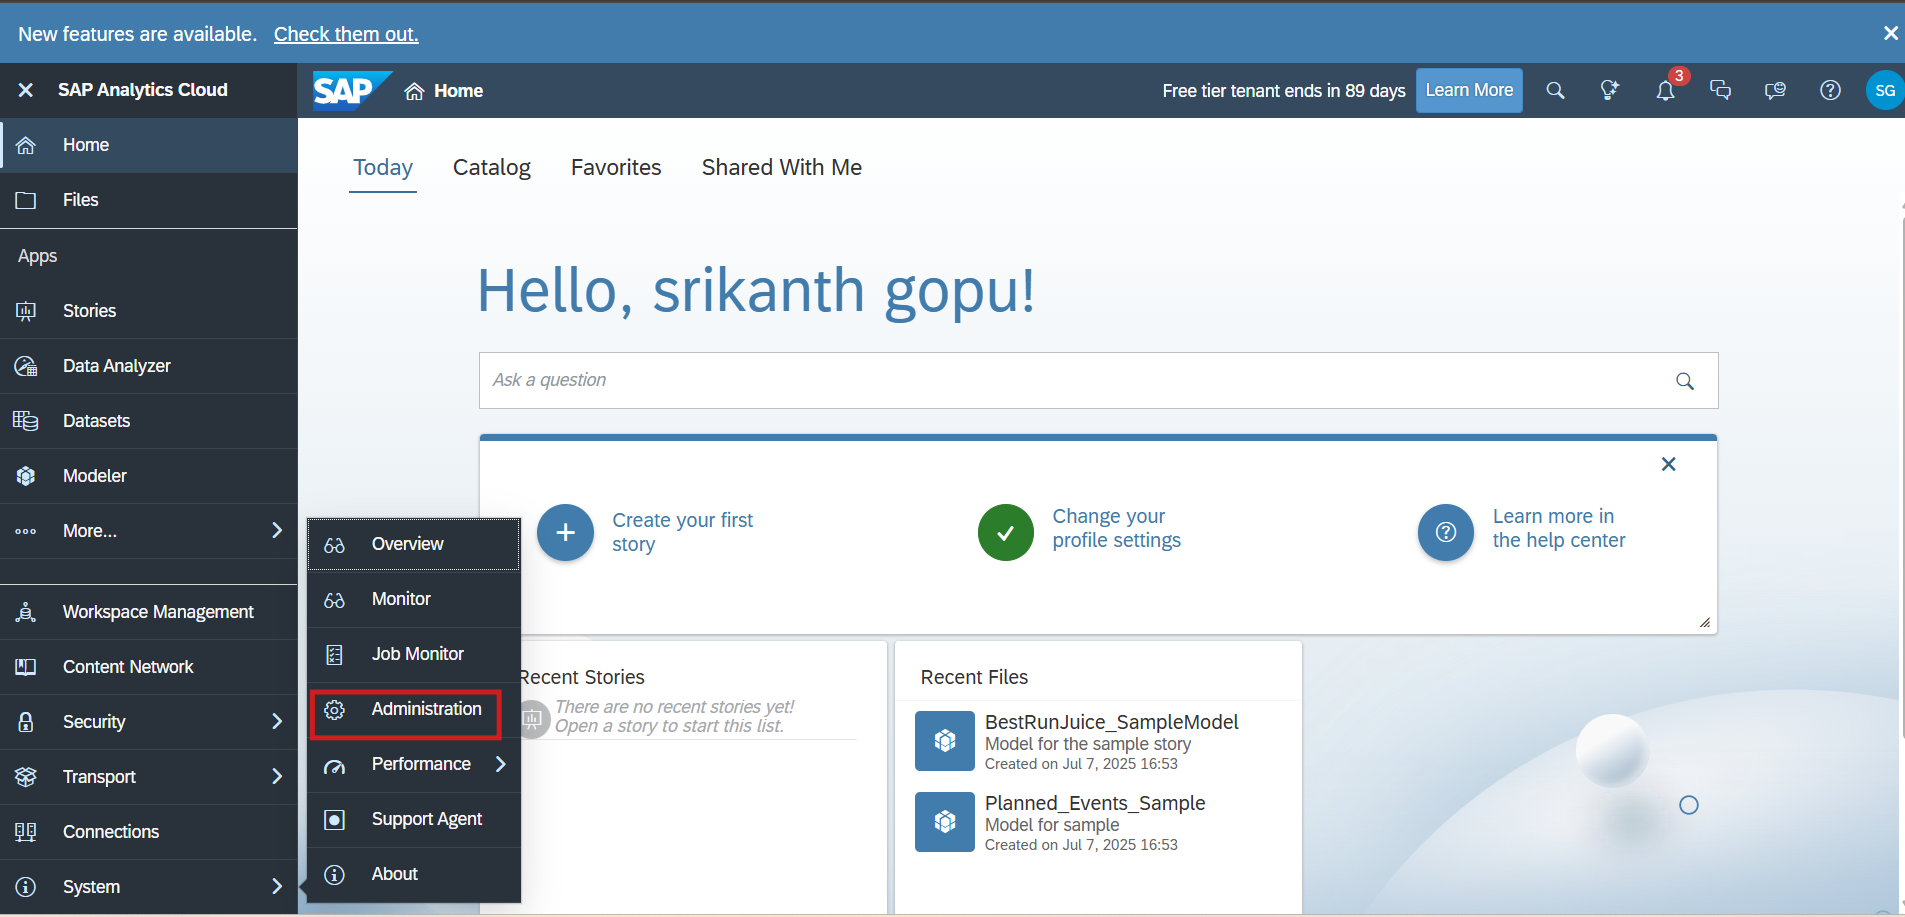 New features are available. Check them out.
SAP Analytics Cloud
SAP
Home
Free tier tenant ends in 89 days
Learn More
3
SG
Home
Files
Apps
Stories
Data Analyzer
Datasets
Modeler
More...
Workspace Management
Content Network
Security
Transport
Connections
System
Overview
Monitor
Job Monitor
Administration
Performance
Support Agent
About
Today
Catalog
Favorites
Shared With Me
Hello, srikanth gopu!
Ask a question
Create your first
story
Change your
profile settings
Learn more in
the help center
Recent Stories
There are no recent stories yet!
Open a story to start this list.
Recent Files
BestRunJuice_SampleModel
Model for the sample story
Created on Jul 7, 2025 16:53
Planned_Events_Sample
Model for sample
Created on Jul 7, 2025 16:53